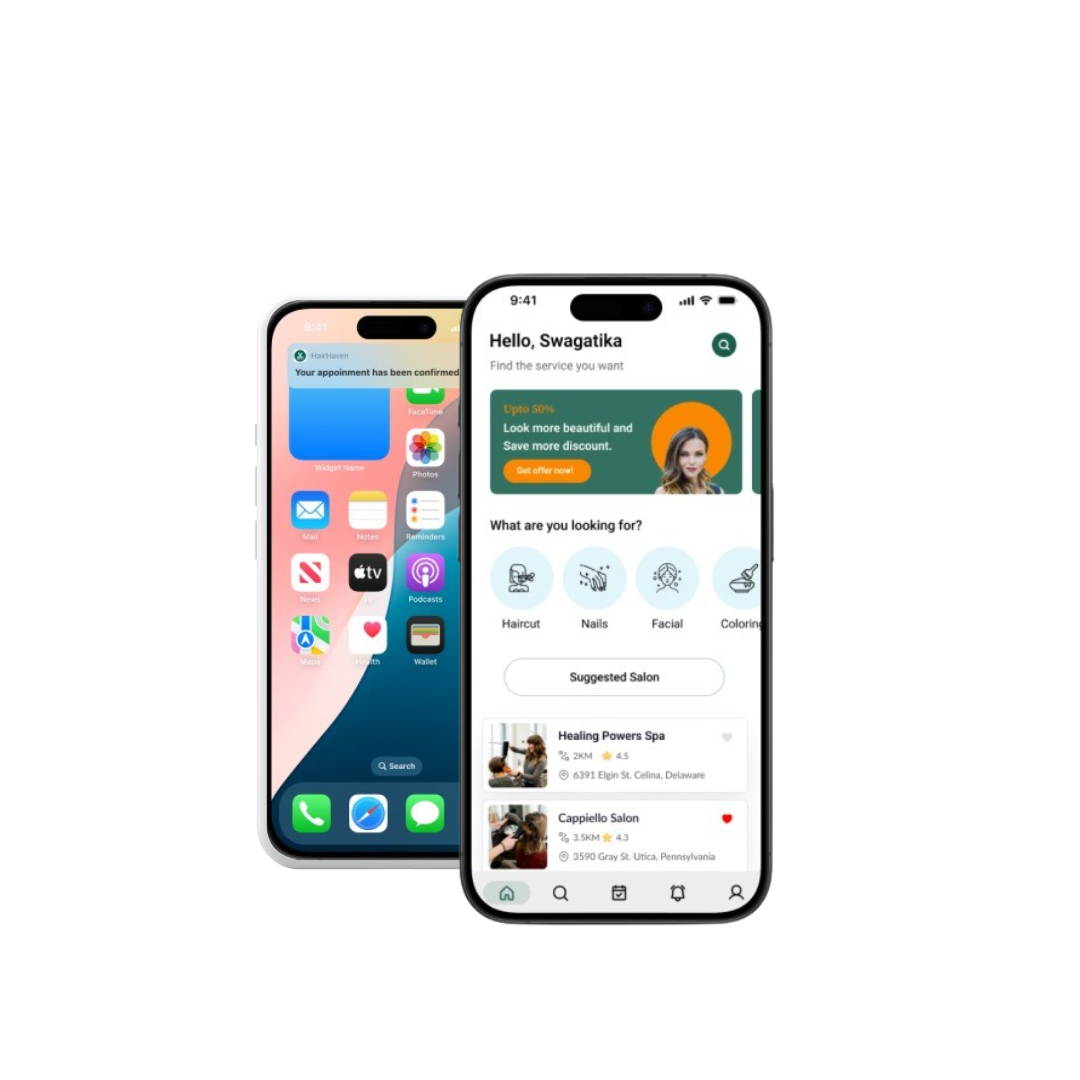 9:41
HairHaven
Your appoinment has been confirmed
FaceTime
Widget Name
Photos
Mail
Notes
Reminders
News
tv
Podcasts
Maps
Health
Wallet
Search
9:41
Hello, Swagatika
Find the service you want
Upto 50%
Look more beautiful and
Save more discount.
Get offer now!
What are you looking for?
Haircut
Nails
Facial
Coloring
Suggested Salon
Healing Powers Spa
2KM 4.5
6391 Elgin St. Celina, Delaware
Cappiello Salon
3.5KM 4.3
3590 Gray St. Utica, Pennsylvania